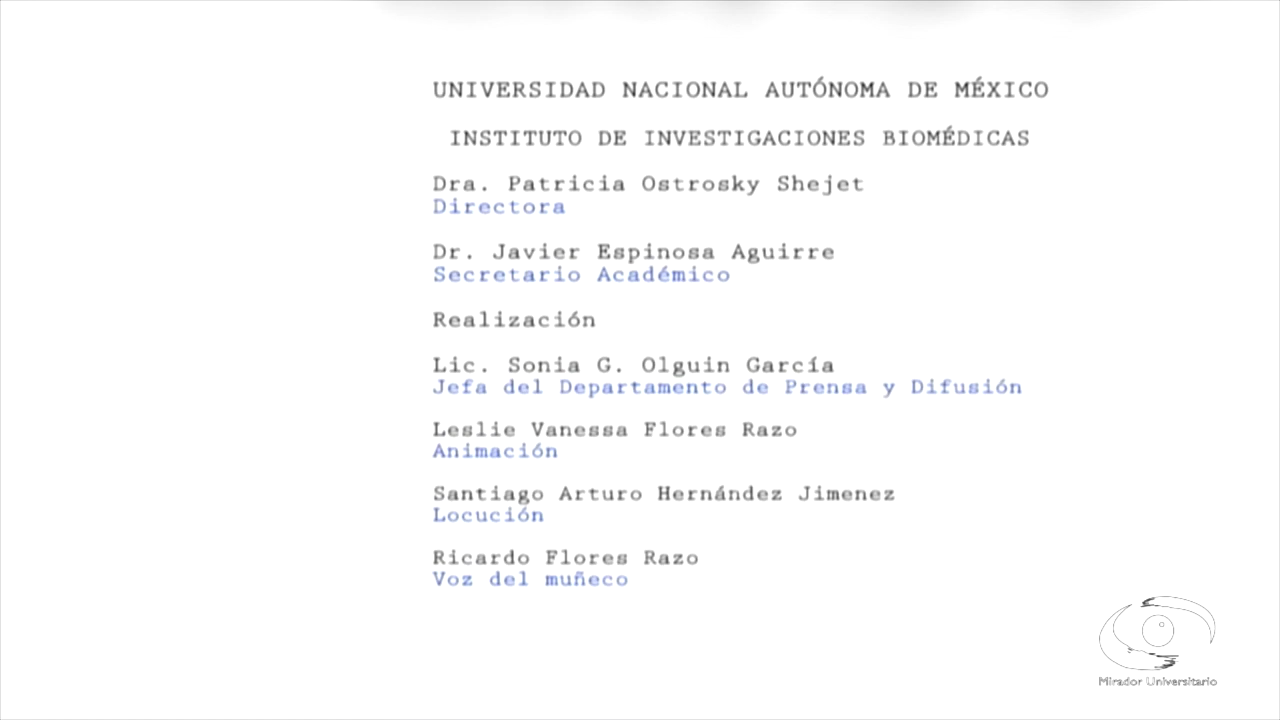 UNIVERSIDAD NACIONAL AUTÓNOMA DE MÉXICO
INSTITUTO DE INVESTIGACIONES BIOMÉDICAS
Dra. Patricia Ostrosky Shejet
Directora
Dr. Javier Espinosa Aguirre
Secretario Académico
Realización
Lic. Sonia G. Olguin García
Jefa del Departamento de Prensa y Difusión
Leslie Vanessa Flores Razo
Animación
Santiago Arturo Hernández Jimenez
Locución
Ricardo Flores Razo
Voz del muñeco
Mirador Universitario